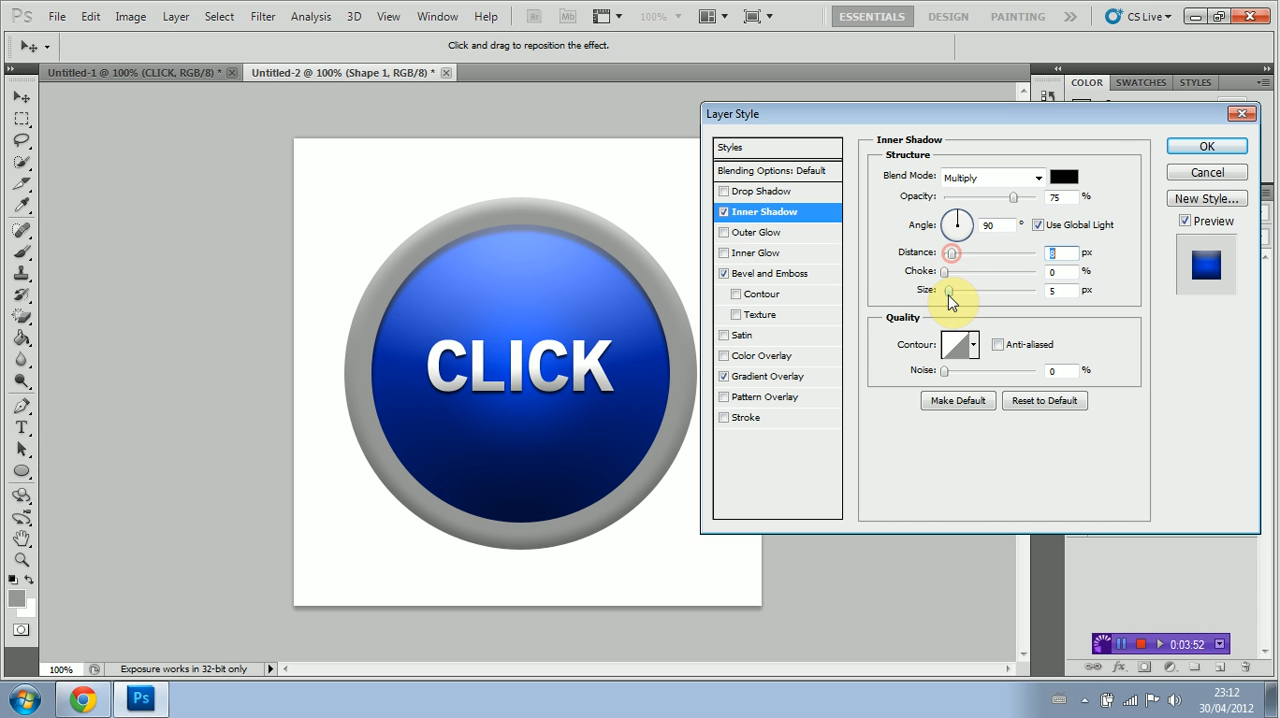 Ps File Edit Image Layer Select Filter Analysis 3D View Window Help Br Mb 100% ESSENTIALS DESIGN PAINTING CS Live
Click and drag to reposition the effect.
Untitled-1 @ 100% (CLICK, RGB/8) * Untitled-2 @ 100% (Shape 1, RGB/8) *
COLOR SWATCHES STYLES
Layer Style
Styles
Blending Options: Default
Drop Shadow
Inner Shadow
Outer Glow
Inner Glow
Bevel and Emboss
Contour
Texture
Satin
Color Overlay
Gradient Overlay
Pattern Overlay
Stroke
Inner Shadow
Structure
Blend Mode: Multiply
Opacity: 75 %
Angle: 90 ° Use Global Light
Distance: 8 px
Choke: 0 %
Size: 5 px
Quality
Contour: Anti-aliased
Noise: 0 %
Make Default Reset to Default
OK
Cancel
New Style...
Preview
CLICK
T
0:03:52
fx
100% Exposure works in 32-bit only
Ps
23:12
30/04/2012